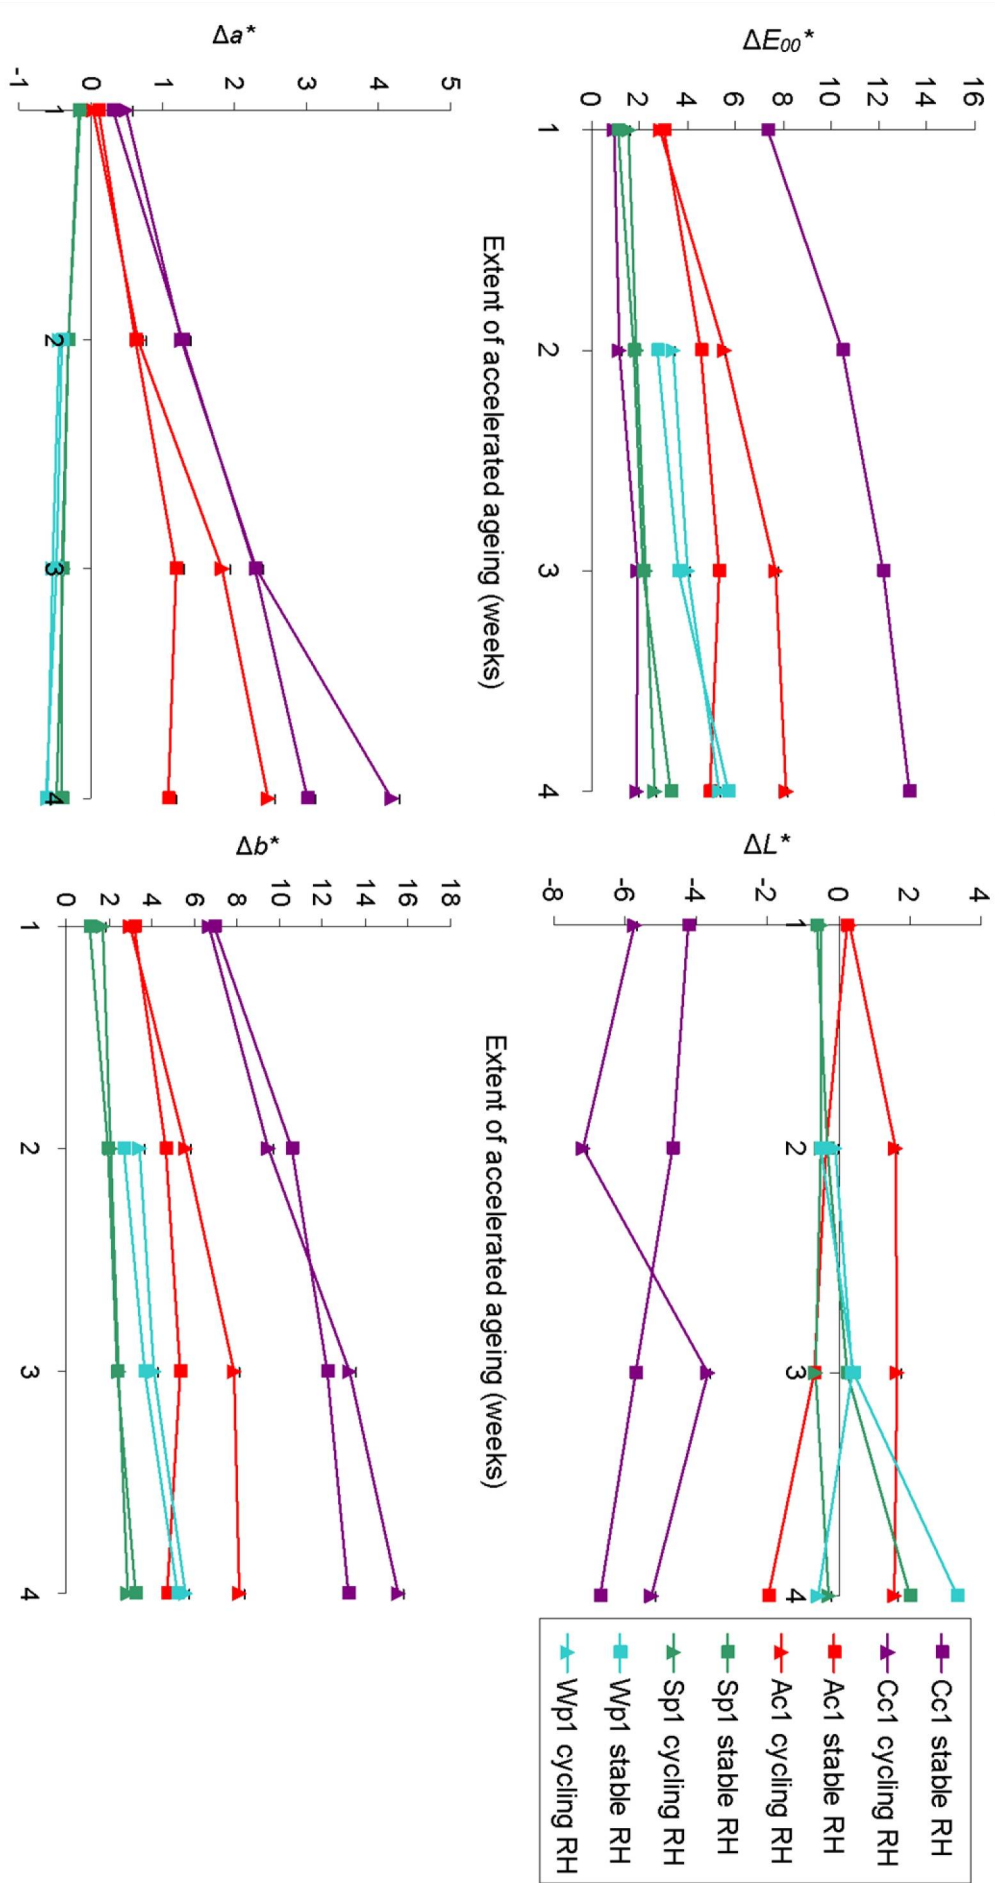 ΔE₀₀*
16
14
12
10
8
6
4
2
0
1 2 3 4
Extent of accelerated ageing (weeks)
ΔL*
4
2
0
-2
-4
-6
-8
1 2 3 4
Extent of accelerated ageing (weeks)
Cc1 stable RH
Cc1 cycling RH
Ac1 stable RH
Ac1 cycling RH
Sp1 stable RH
Sp1 cycling RH
Wp1 stable RH
Wp1 cycling RH
Δa*
5
4
3
2
1
0
-1
1 2 3 4
Δb*
18
16
14
12
10
8
6
4
2
0
1 2 3 4